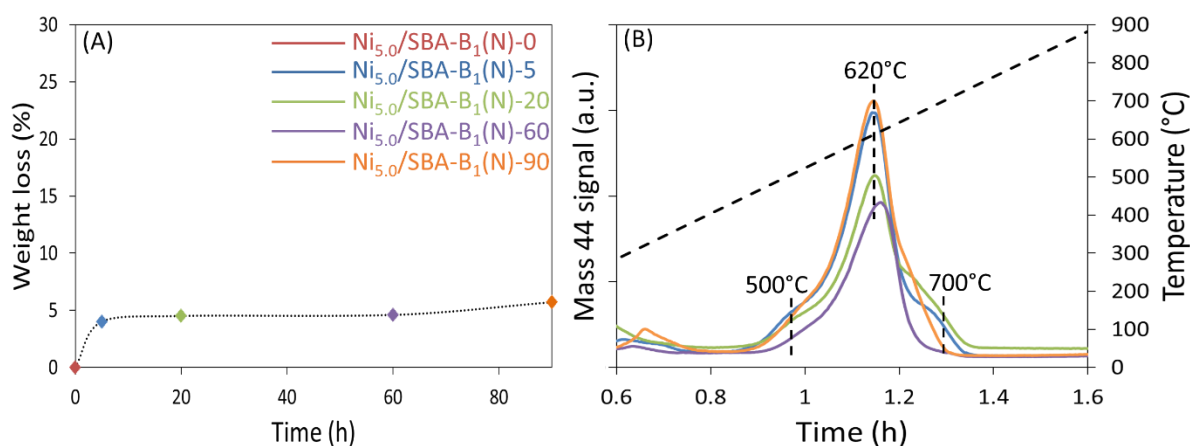 (A)
Ni5.0/SBA-B1(N)-0
Ni5.0/SBA-B1(N)-5
Ni5.0/SBA-B1(N)-20
Ni5.0/SBA-B1(N)-60
Ni5.0/SBA-B1(N)-90
Weight loss (%)
30
25
20
15
10
5
0
0 20 40 60 80
Time (h)
(B)
620°C
500°C
700°C
Mass 44 signal (a.u.)
0.6 0.8 1 1.2 1.4 1.6
Time (h)
900
800
700
600
500
400
300
200
100
0
Temperature (°C)